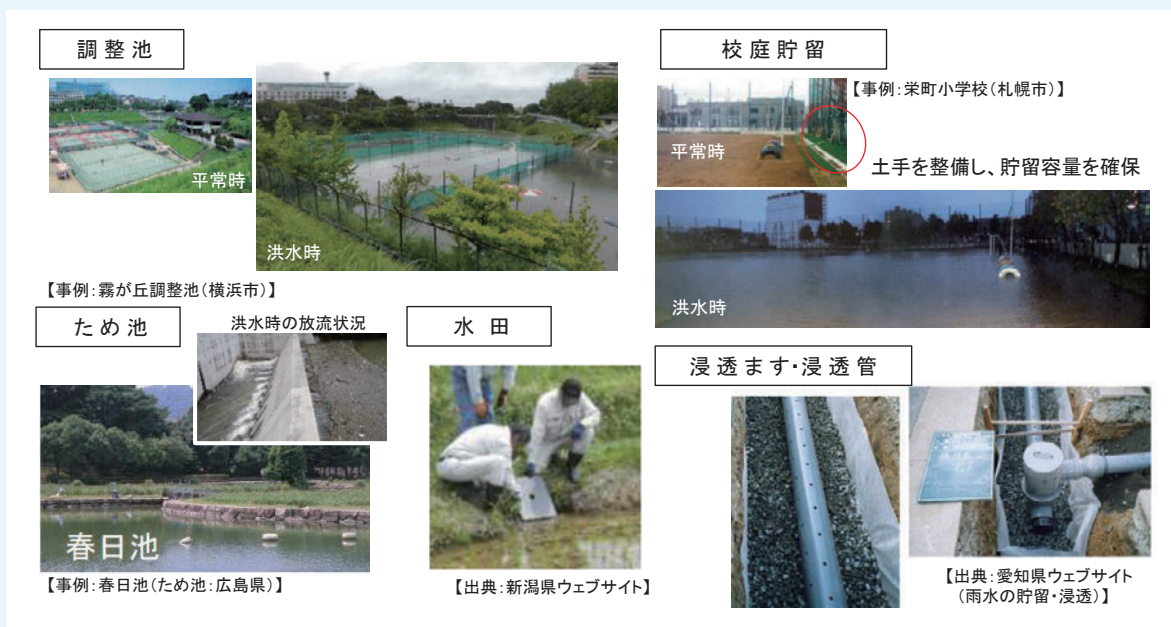 調整池
平常時
洪水時
【事例：霧が丘調整池（横浜市）】
校庭貯留
【事例：栄町小学校（札幌市）】
平常時
土手を整備し、貯留容量を確保
洪水時
ため池
洪水時の放流状況
春日池
【事例：春日池（ため池：広島県）】
水田
【出典：新潟県ウェブサイト】
浸透ます・浸透管
【出典：愛知県ウェブサイト
（雨水の貯留・浸透）】